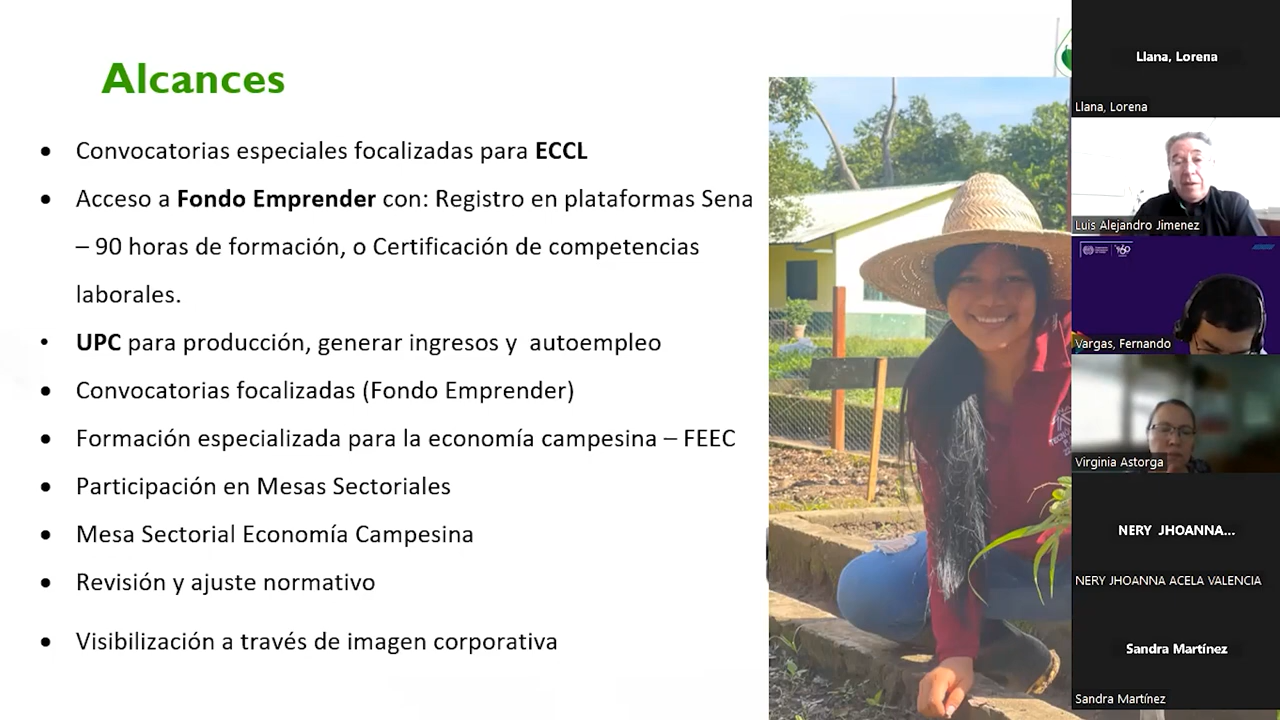 Alcances
• Convocatorias especiales focalizadas para ECCL
• Acceso a Fondo Emprender con: Registro en plataformas Sena
– 90 horas de formación, o Certificación de competencias
laborales.
• UPC para producción, generar ingresos y autoempleo
• Convocatorias focalizadas (Fondo Emprender)
• Formación especializada para la economía campesina – FEEC
• Participación en Mesas Sectoriales
• Mesa Sectorial Economía Campesina
• Revisión y ajuste normativo
• Visibilización a través de imagen corporativa
Llana, Lorena
Llana, Lorena
Luis Alejandro Jimenez
Vargas, Fernando
Virginia Astorga
NERY JHOANNA...
NERY JHOANNA ACELA VALENCIA
Sandra Martínez
Sandra Martínez